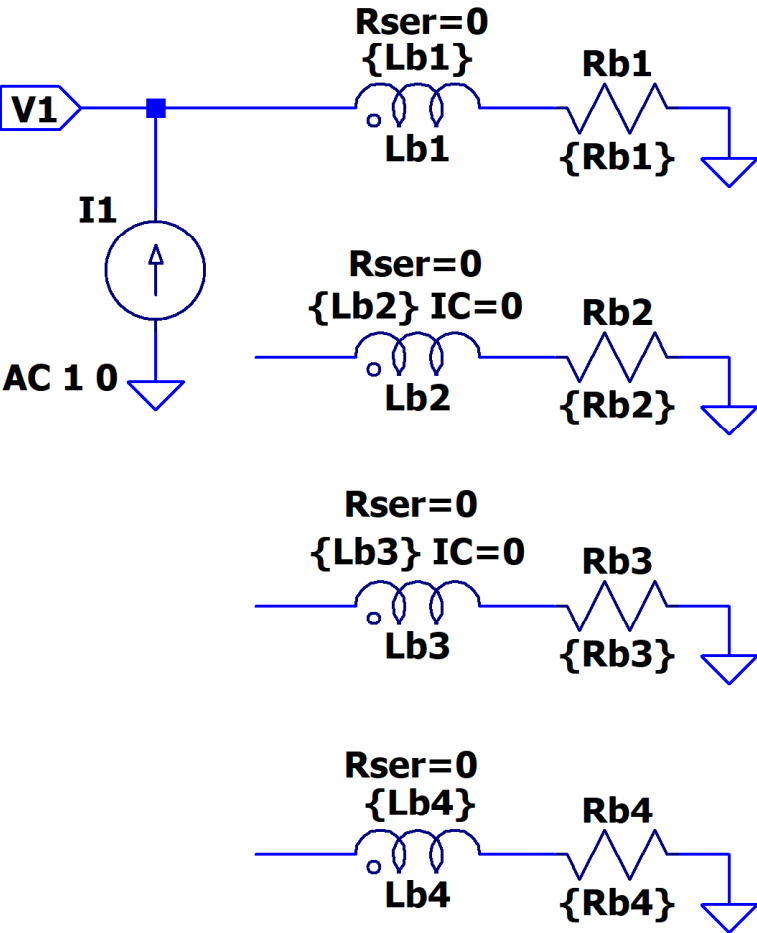 Rser=0
{Lb1}
Rb1
V1
Lb1
{Rb1}
I1
Rser=0
{Lb2} IC=0
Rb2
AC 1 0
Lb2
{Rb2}
Rser=0
{Lb3} IC=0
Rb3
Lb3
{Rb3}
Rser=0
{Lb4}
Rb4
Lb4
{Rb4}